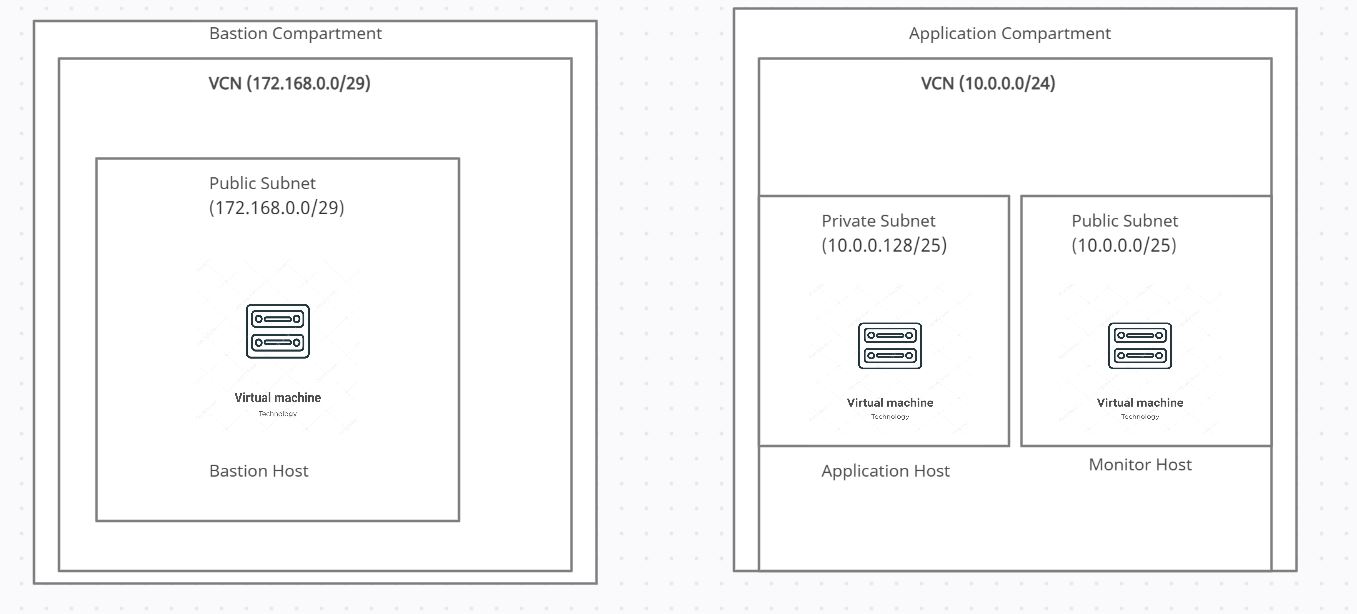 Bastion Compartment
VCN (172.168.0.0/29)
Public Subnet
(172.168.0.0/29)
Virtual machine
Technology
Bastion Host
Application Compartment
VCN (10.0.0.0/24)
Private Subnet
(10.0.0.128/25)
Virtual machine
Technology
Application Host
Public Subnet
(10.0.0.0/25)
Virtual machine
Technology
Monitor Host